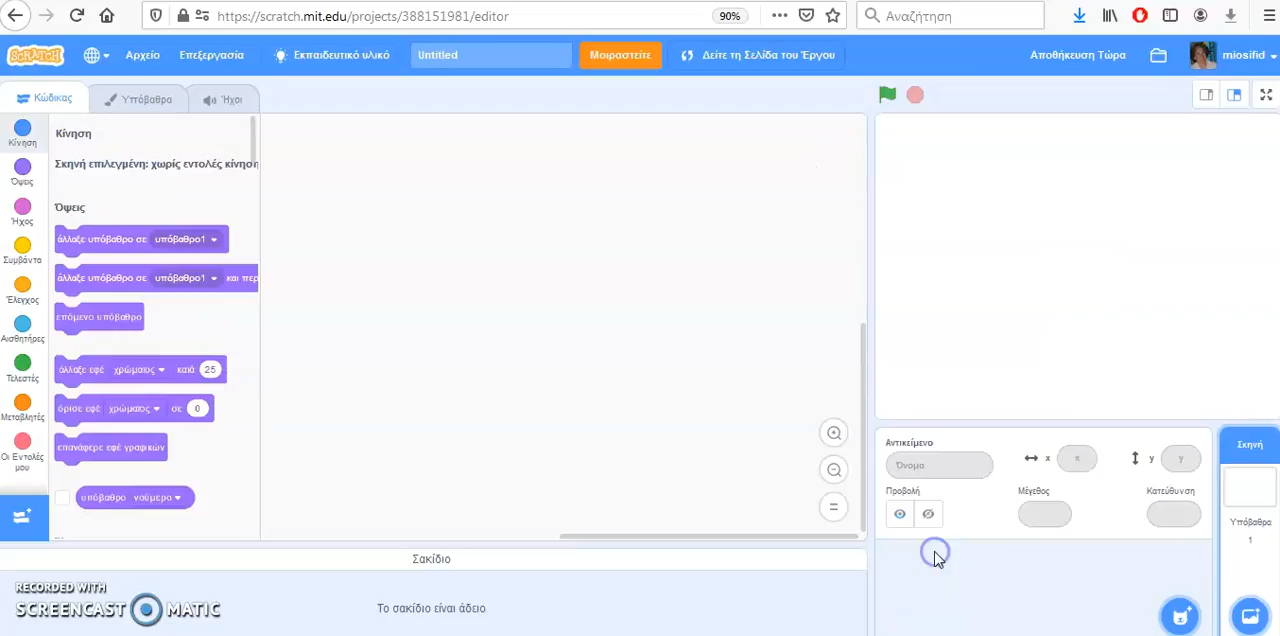 https://scratch.mit.edu/projects/388151981/editor
90%
Αναζήτηση
SCRATCH
Αρχείο
Επεξεργασία
Εκπαιδευτικό υλικό
Untitled
Μοιραστείτε
Δείτε τη Σελίδα του Έργου
Αποθήκευση Τώρα
miosifid
Κώδικας
Υπόβαθρα
Ήχοι
Κίνηση
Όψεις
Ήχος
Συμβάντα
Έλεγχος
Αισθητήρες
Τελεστές
Μεταβλητές
Οι Εντολές
μου
Κίνηση
Σκηνή επιλεγμένη: χωρίς εντολές κίνηση
Όψεις
άλλαξε υπόβαθρο σε υπόβαθρο1
άλλαξε υπόβαθρο σε υπόβαθρο1 και περ
επόμενο υπόβαθρο
άλλαξε εφέ χρώματος κατά 25
όρισε εφέ χρώματος σε 0
επανάφερε εφέ γραφικών
υπόβαθρο νούμερο
Σακίδιο
Το σακίδιο είναι άδειο
RECORDED WITH
SCREENCAST MATIC
Αντικείμενο
Όνομα
x
x
y
y
Προβολή
Μέγεθος
Κατεύθυνση
Σκηνή
Υπόβαθρα
1